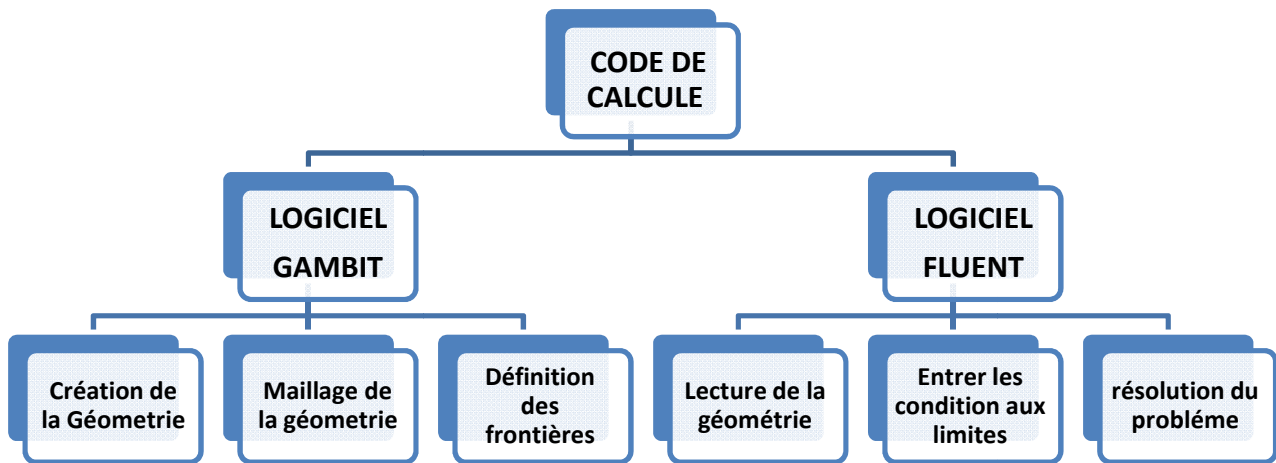 CODE DE
CALCULE
LOGICIEL
GAMBIT
LOGICIEL
FLUENT
Création de
la Géometrie
Maillage de
la géometrie
Définition
des
frontières
Lecture de la
géométrie
Entrer les
condition aux
limites
résolution du
probléme